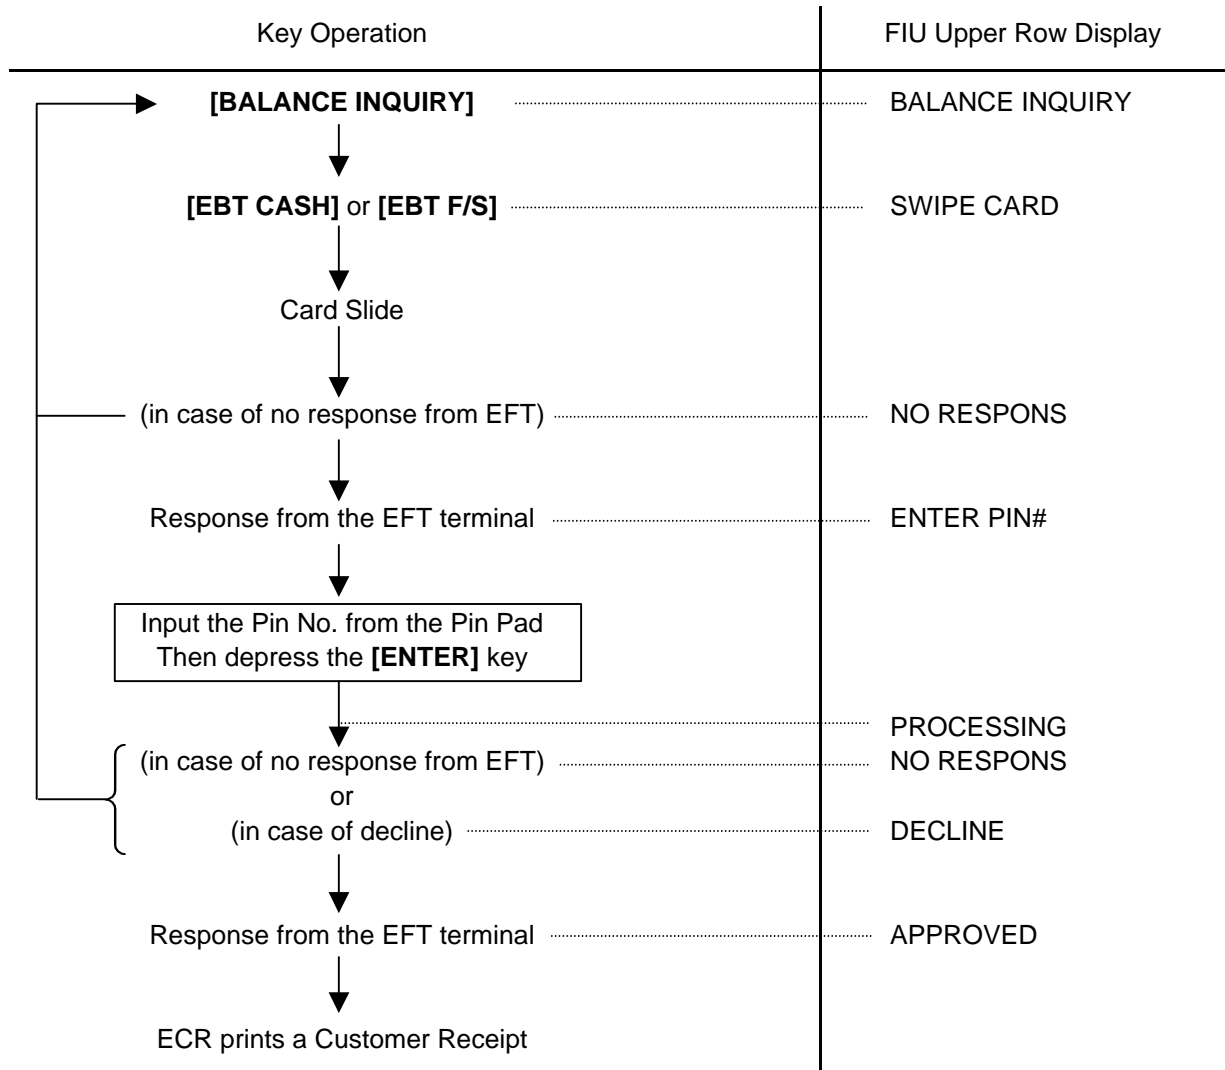 Key Operation FIU Upper Row Display
[BALANCE INQUIRY] BALANCE INQUIRY
[EBT CASH] or [EBT F/S] SWIPE CARD
Card Slide
(in case of no response from EFT) NO RESPONS
Response from the EFT terminal ENTER PIN#
Input the Pin No. from the Pin Pad
Then depress the [ENTER] key
PROCESSING
(in case of no response from EFT) NO RESPONS
or
(in case of decline) DECLINE
Response from the EFT terminal APPROVED
ECR prints a Customer Receipt